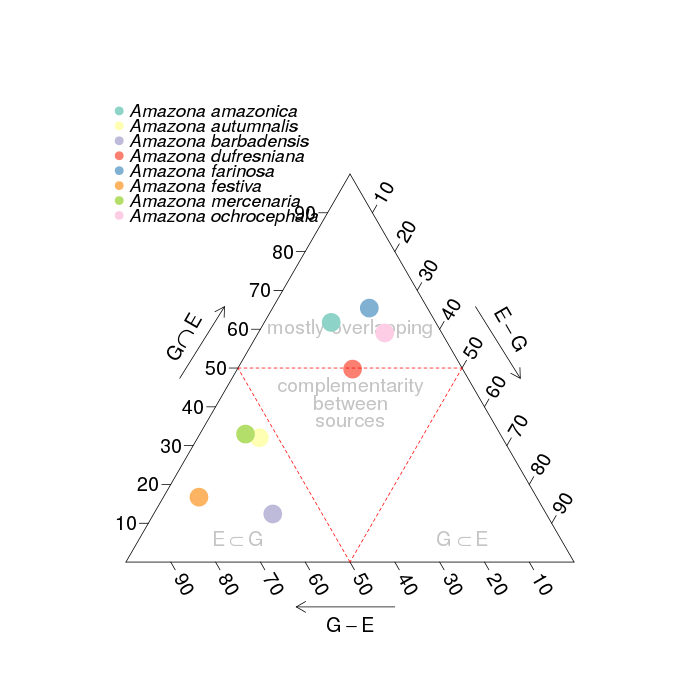 Amazona amazonica
Amazona autumnalis
Amazona barbadensis
Amazona dufresniana
Amazona farinosa
Amazona festiva
Amazona mercenaria
Amazona ochrocephala
90
80
70
60
50
40
30
20
10
G∩E
10
20
30
40
50
60
70
80
90
E – G
mostly overlapping
complementarity
between
sources
E ⊂ G
G ⊂ E
90
80
70
60
50
40
30
20
10
G – E